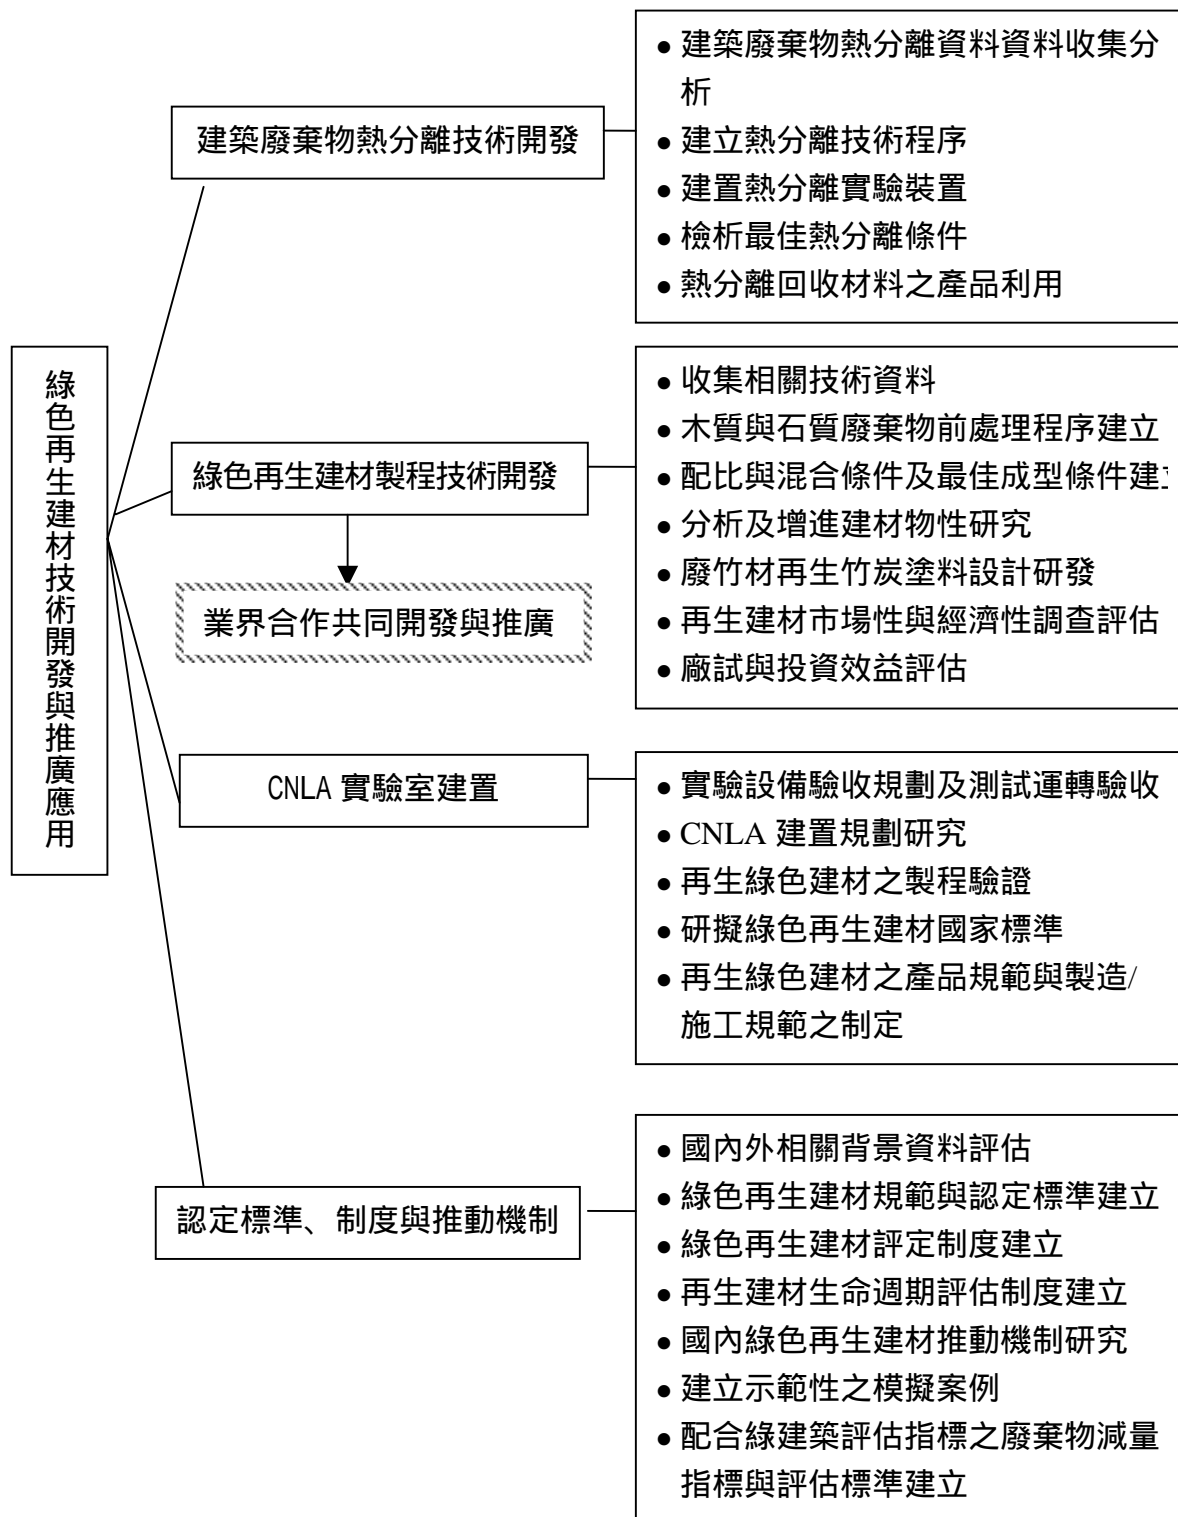 綠色再生建材技術開發與推廣應用
建築廢棄物熱分離技術開發
● 建築廢棄物熱分離資料資料收集分
析
● 建立熱分離技術程序
● 建置熱分離實驗裝置
● 檢析最佳熱分離條件
● 熱分離回收材料之產品利用
綠色再生建材製程技術開發
業界合作共同開發與推廣
● 收集相關技術資料
● 木質與石質廢棄物前處理程序建立
● 配比與混合條件及最佳成型條件建
● 分析及增進建材物性研究
● 廢竹材再生竹炭塗料設計研發
● 再生建材市場性與經濟性調查評估
● 廠試與投資效益評估
CNLA 實驗室建置
● 實驗設備驗收規劃及測試運轉驗收
● CNLA 建置規劃研究
● 再生綠色建材之製程驗證
● 研擬綠色再生建材國家標準
● 再生綠色建材之產品規範與製造/
施工規範之制定
認定標準、制度與推動機制
● 國內外相關背景資料評估
● 綠色再生建材規範與認定標準建立
● 綠色再生建材評定制度建立
● 再生建材生命週期評估制度建立
● 國內綠色再生建材推動機制研究
● 建立示範性之模擬案例
● 配合綠建築評估指標之廢棄物減量
指標與評估標準建立